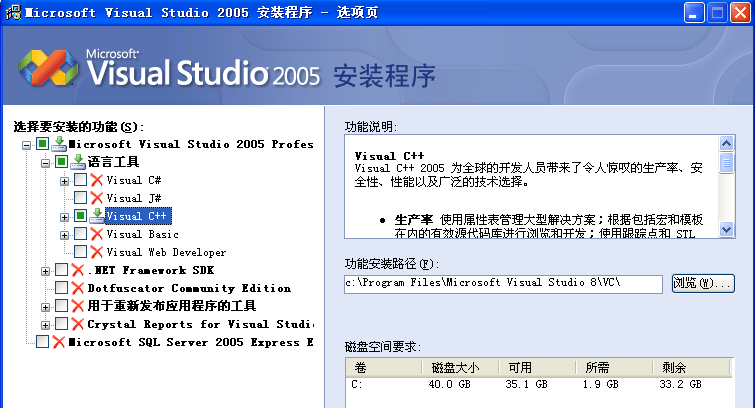 Microsoft Visual Studio 2005 安装程序 - 选项页
Microsoft
Visual Studio 2005 安装程序
选择要安装的功能(S):
Microsoft Visual Studio 2005 Profes
语言工具
Visual C#
Visual J#
Visual C++
Visual Basic
Visual Web Developer
.NET Framework SDK
Dotfuscator Community Edition
用于重新发布应用程序的工具
Crystal Reports for Visual Studio
Microsoft SQL Server 2005 Express E
功能说明:
Visual C++
Visual C++ 2005 为全球的开发人员带来了令人惊叹的生产率、安
全性、性能以及广泛的技术选择。
• 生产率 使用属性表管理大型解决方案；根据包括宏和模板
在内的有效源代码库进行浏览和开发；使用跟踪点和 STL
功能安装路径(F):
c:\Program Files\Microsoft Visual Studio 8\VC\
浏览(W)...
磁盘空间要求:
卷 磁盘大小 可用 所需 剩余
C: 40.0 GB 35.1 GB 1.9 GB 33.2 GB